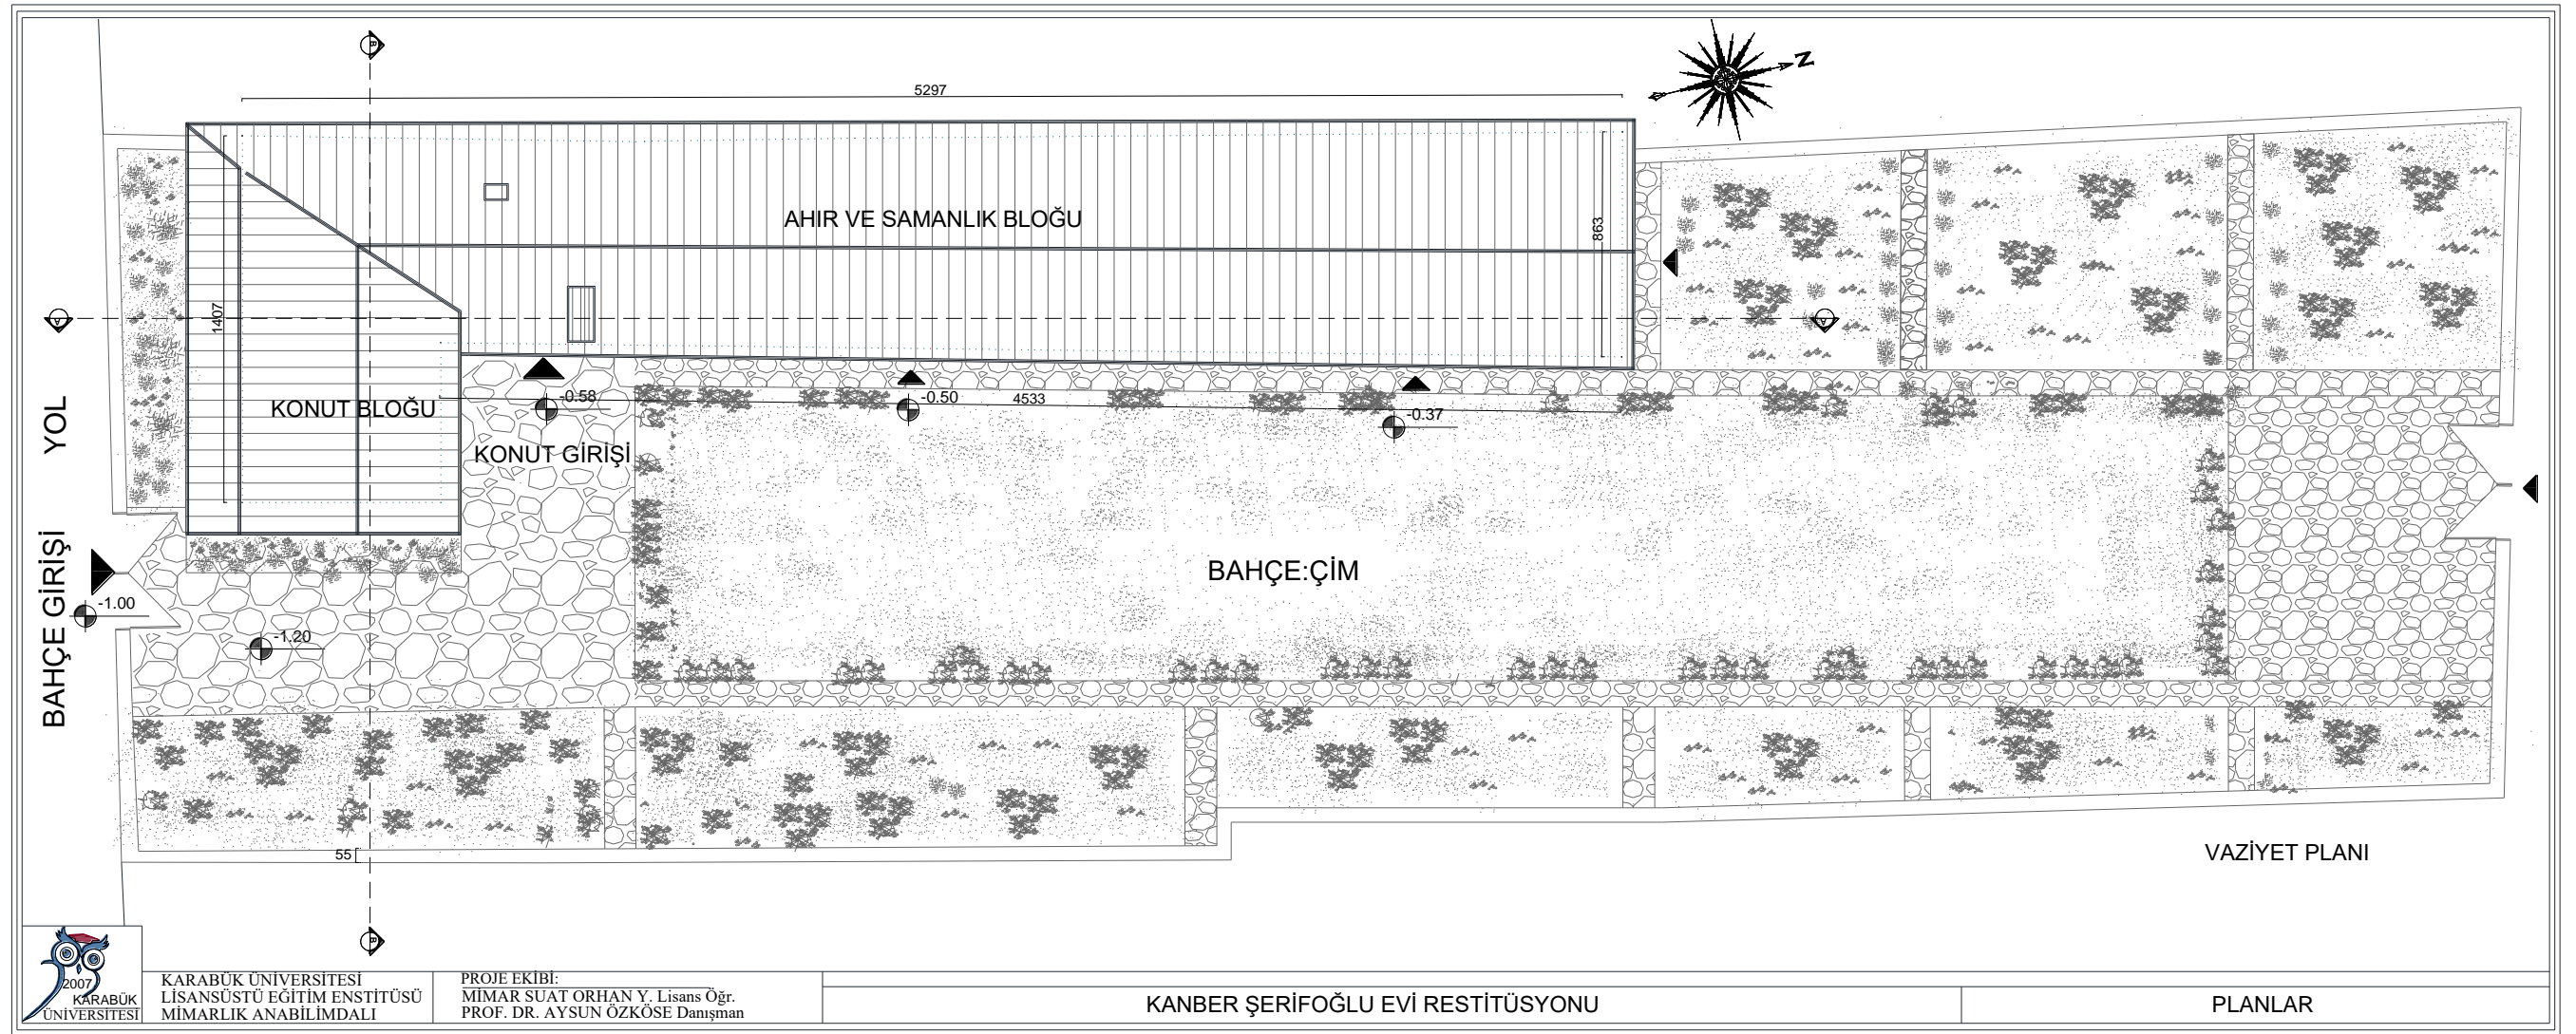 B
N
5297
AHIR VE SAMANLIK BLOĞU
863
1407
A
A
YOL
KONUT BLOĞU
-0.58
-0.50
4533
-0.37
KONUT GİRİŞİ
BAHÇE GİRİŞİ
BAHÇE:ÇİM
-1.00
-1.20
55
VAZİYET PLANI
B
2007
KARABÜK
ÜNİVERSİTESİ
KARABÜK ÜNİVERSİTESİ
LİSANSÜSTÜ EĞİTİM ENSTİTÜSÜ
MİMARLIK ANABİLİMDALI
PROJE EKİBİ:
MİMAR SUAT ORHAN Y. Lisans Öğr.
PROF. DR. AYSUN ÖZKÖSE Danışman
KANBER ŞERİFOĞLU EVİ RESTİTÜSYONU
PLANLAR